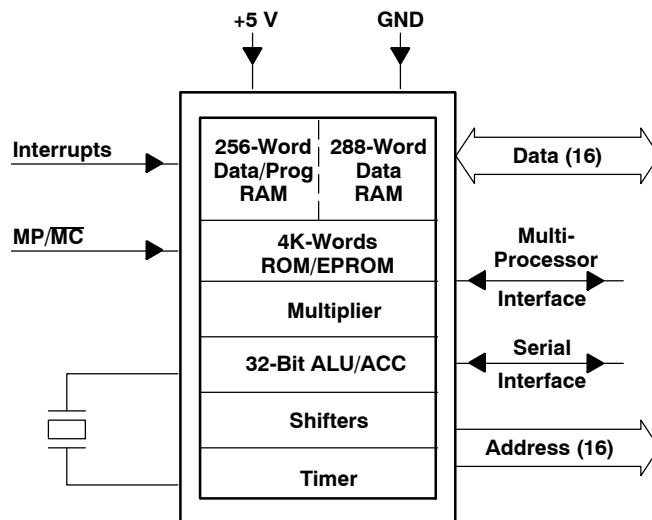 +5 V
GND
Interrupts
256-Word
Data/Prog
RAM
288-Word
Data
RAM
Data (16)
MP/M̅C̅
4K-Words
ROM/EPROM
Multi-
Processor
Interface
Multiplier
32-Bit ALU/ACC
Serial
Interface
Shifters
Address (16)
Timer